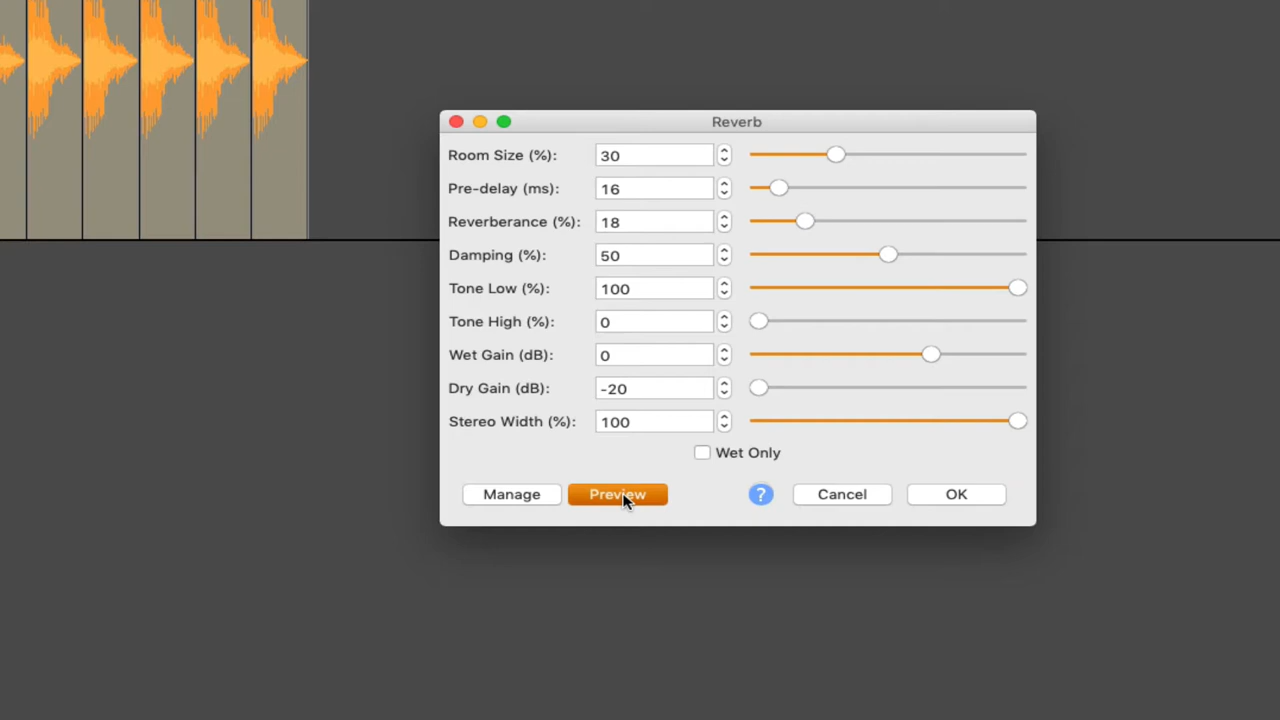 Reverb
Room Size (%): 30
Pre-delay (ms): 16
Reverberance (%): 18
Damping (%): 50
Tone Low (%): 100
Tone High (%): 0
Wet Gain (dB): 0
Dry Gain (dB): -20
Stereo Width (%): 100
Wet Only
Manage Preview ? Cancel OK